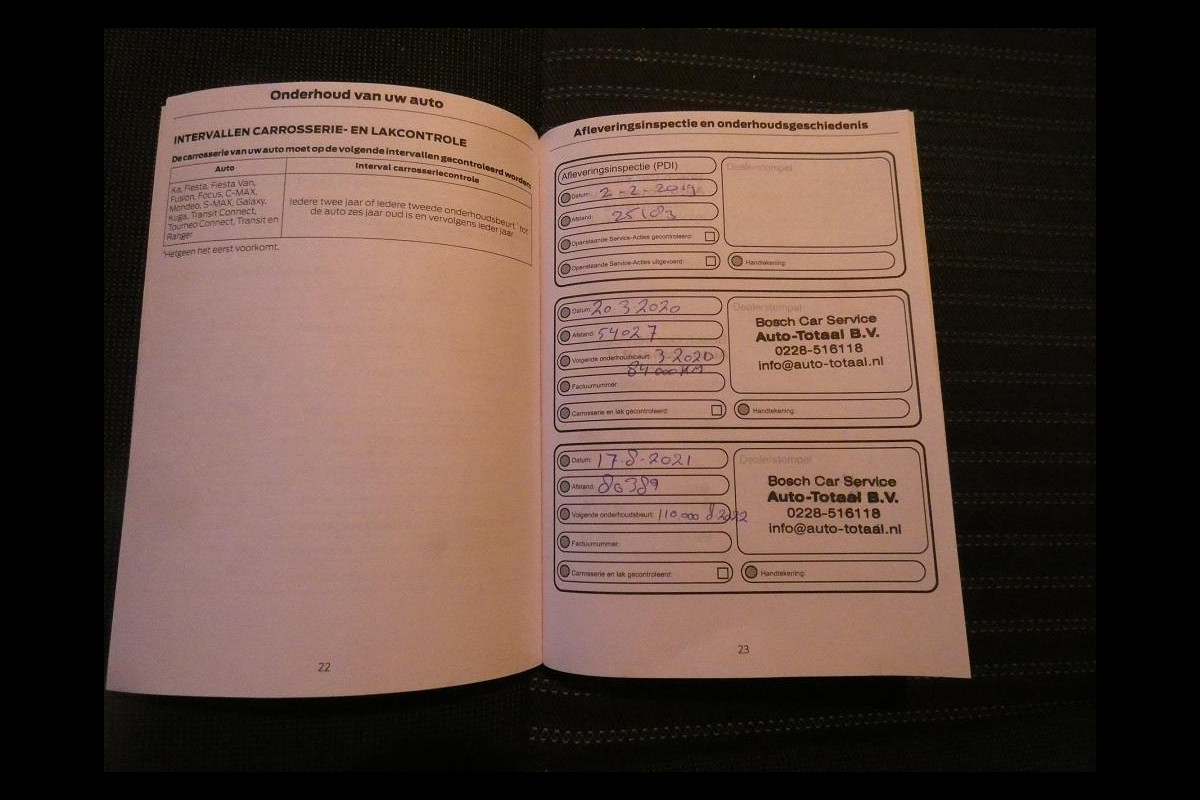 Onderhoud van uw auto
INTERVALLEN CARROSSERIE- EN LAKCONTROLE
De carrosserie van uw auto moet op de volgende intervallen gecontroleerd worden:
Auto
Interval carrosseriecontrole
Ka, Fiesta, Fiesta Van,
Fusion, Focus, C-MAX,
Mondeo, S-MAX, Galaxy,
Kuga, Transit Connect,
Tourneo Connect, Transit en
Ranger
Iedere twee jaar of iedere tweede onderhoudsbeurt* tot
de auto zes jaar oud is en vervolgens ieder jaar
*Hetgeen het eerst voorkomt.
22
Afleveringsinspectie en onderhoudsgeschiedenis
Afleveringsinspectie (PDI)
Datum: 2-2-2019
Afstand: 25183
Openstaande Service-Acties gecontroleerd:
Openstaande Service-Acties uitgevoerd:
Dealerstempel
Handtekening:
Datum: 20-3-2020
Afstand: 54027
Volgende onderhoudsbeurt: 3-2020
84000KM
Factuurnummer:
Carrosserie en lak gecontroleerd:
Dealerstempel
Bosch Car Service
Auto-Totaal B.V.
0228-516118
info@auto-totaal.nl
Handtekening:
Datum: 17-8-2021
Afstand: 80389
Volgende onderhoudsbeurt: 110.000 8-2022
Factuurnummer:
Carrosserie en lak gecontroleerd:
Dealerstempel
Bosch Car Service
Auto-Totaal B.V.
0228-516118
info@auto-totaal.nl
Handtekening:
23